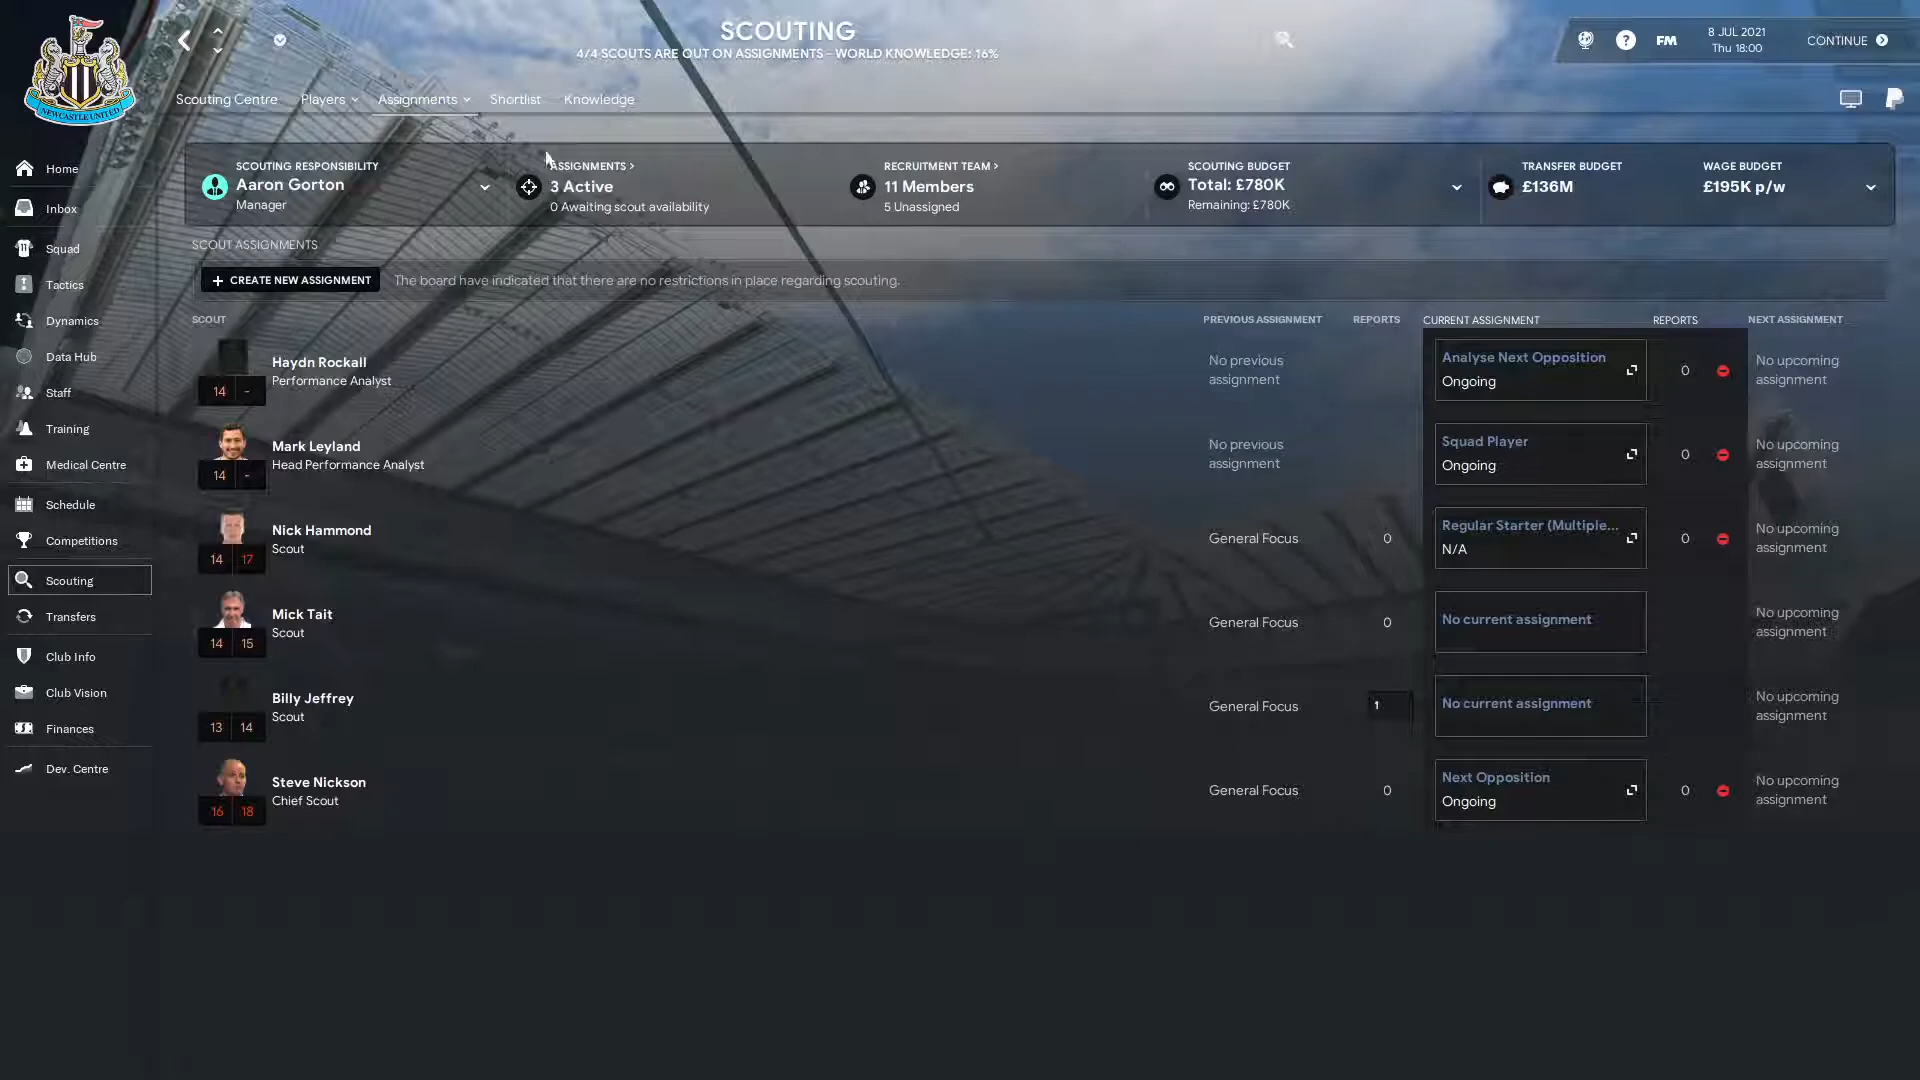 SCOUTING
4/4 SCOUTS ARE OUT ON ASSIGNMENTS - WORLD KNOWLEDGE: 16%
FM
8 JUL 2021
Thu 18:00
CONTINUE
NEWCASTLE UNITED
Scouting Centre
Players
Assignments
Shortlist
Knowledge
Home
Inbox
Squad
Tactics
Dynamics
Data Hub
Staff
Training
Medical Centre
Schedule
Competitions
Scouting
Transfers
Club Info
Club Vision
Finances
Dev. Centre
SCOUTING RESPONSIBILITY
Aaron Gorton
Manager
ASSIGNMENTS >
3 Active
0 Awaiting scout availability
RECRUITMENT TEAM >
11 Members
5 Unassigned
SCOUTING BUDGET
Total: £780K
Remaining: £780K
TRANSFER BUDGET
£136M
WAGE BUDGET
£195K p/w
SCOUT ASSIGNMENTS
+ CREATE NEW ASSIGNMENT
The board have indicated that there are no restrictions in place regarding scouting.
SCOUT
PREVIOUS ASSIGNMENT
REPORTS
CURRENT ASSIGNMENT
REPORTS
NEXT ASSIGNMENT
14 -
Haydn Rockall
Performance Analyst
No previous
assignment
Analyse Next Opposition
Ongoing
0
No upcoming
assignment
14 -
Mark Leyland
Head Performance Analyst
No previous
assignment
Squad Player
Ongoing
0
No upcoming
assignment
14 17
Nick Hammond
Scout
General Focus
0
Regular Starter (Multiple...
N/A
0
No upcoming
assignment
14 15
Mick Tait
Scout
General Focus
0
No current assignment
No upcoming
assignment
13 14
Billy Jeffrey
Scout
General Focus
1
No current assignment
No upcoming
assignment
16 18
Steve Nickson
Chief Scout
General Focus
0
Next Opposition
Ongoing
0
No upcoming
assignment